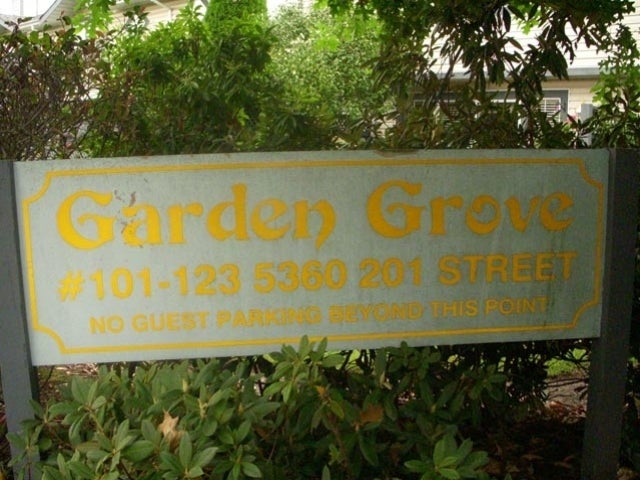 Garden Grove
#101-123 5360 201 STREET
NO GUEST PARKING BEYOND THIS POINT